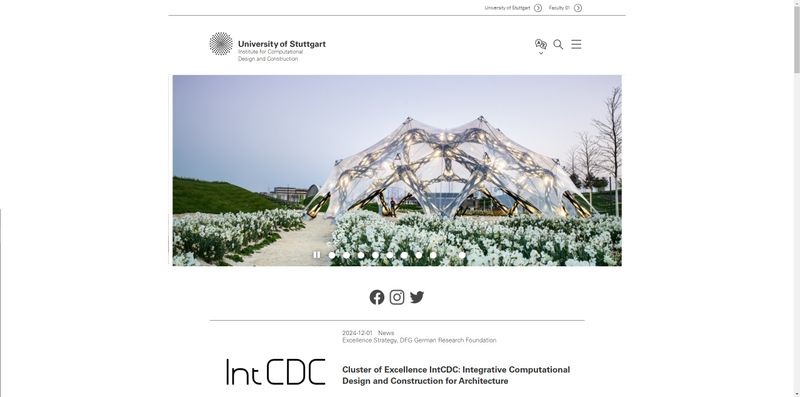 University of Stuttgart
Faculty 01
University of Stuttgart
Institute for Computational
Design and Construction
2024-12-01 News
Excellence Strategy, DFG German Research Foundation
IntCDC
Cluster of Excellence IntCDC: Integrative Computational
Design and Construction for Architecture